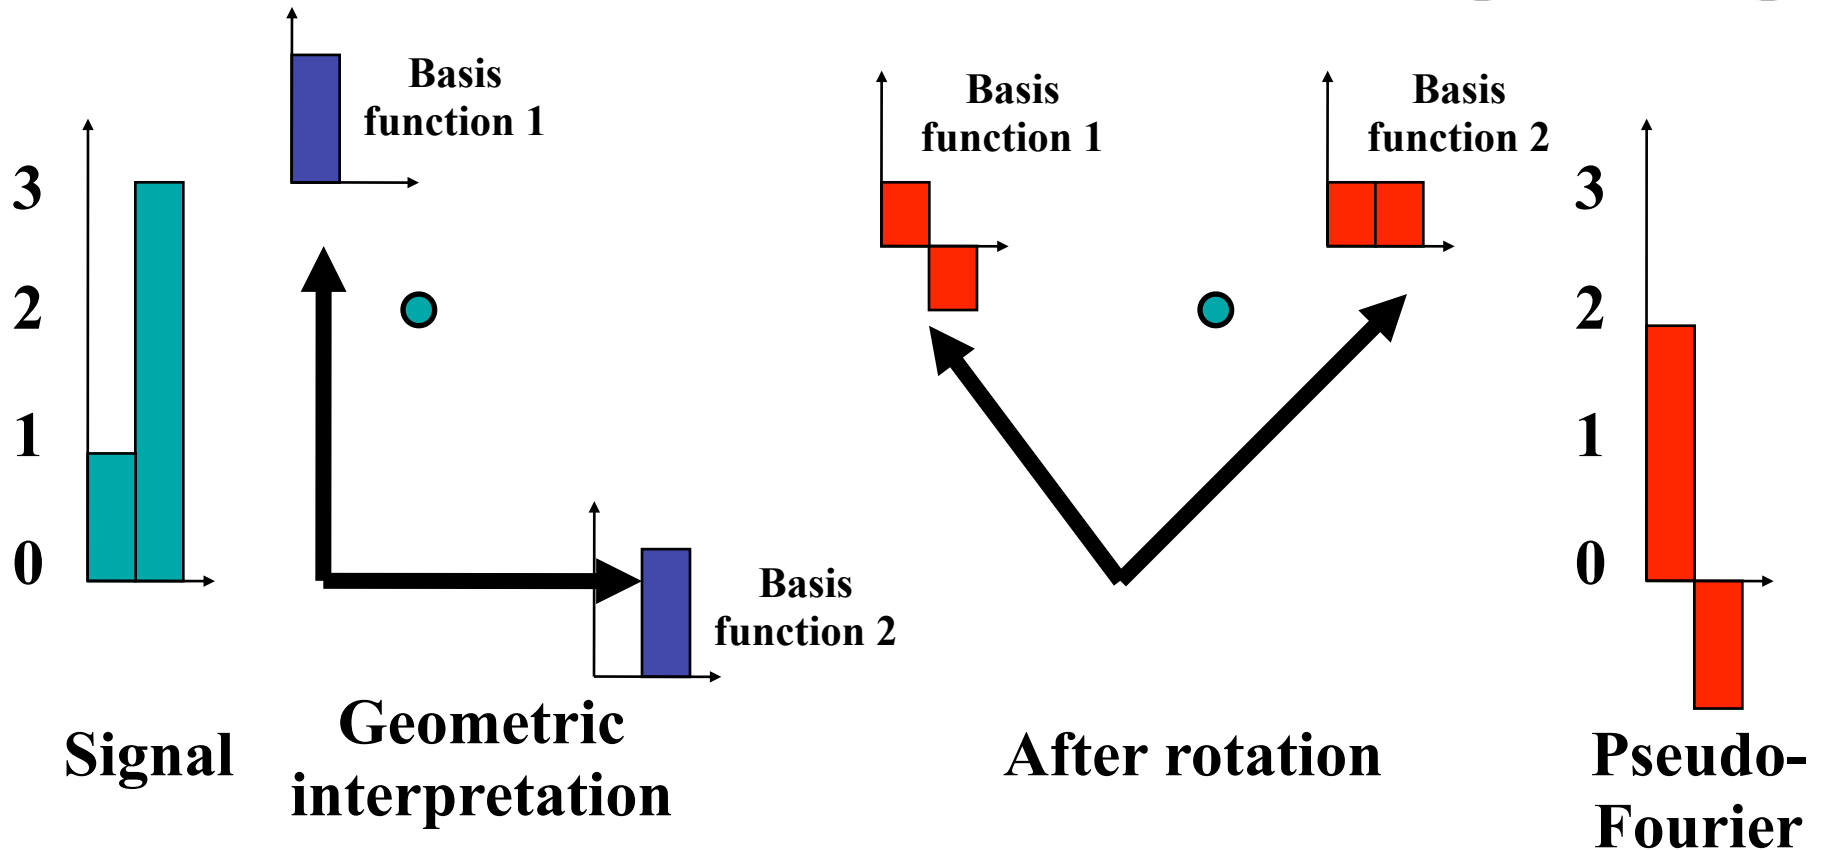 Basis
function 1
3
2
1
0
Basis
function 2
Signal
Geometric
interpretation
Basis
function 1
Basis
function 2
After rotation
3
2
1
0
Pseudo-
Fourier